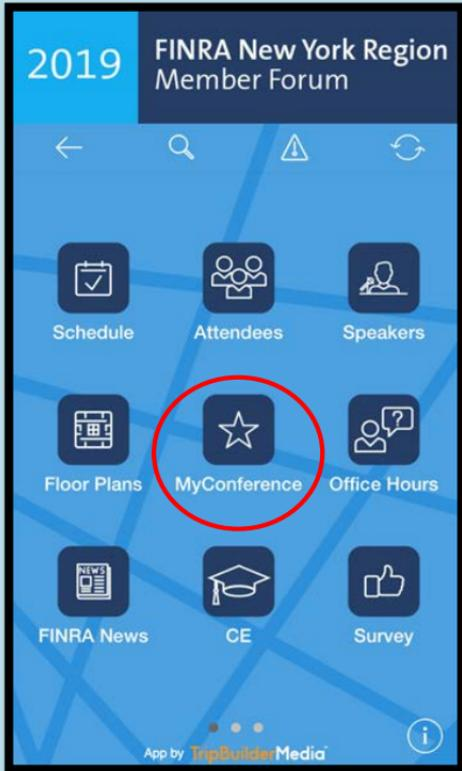 2019
FINRA New York Region
Member Forum
Schedule
Attendees
Speakers
?
Floor Plans
MyConference
Office Hours
NEWS
FINRA News
CE
Survey
App by TripBuilderMedia
i